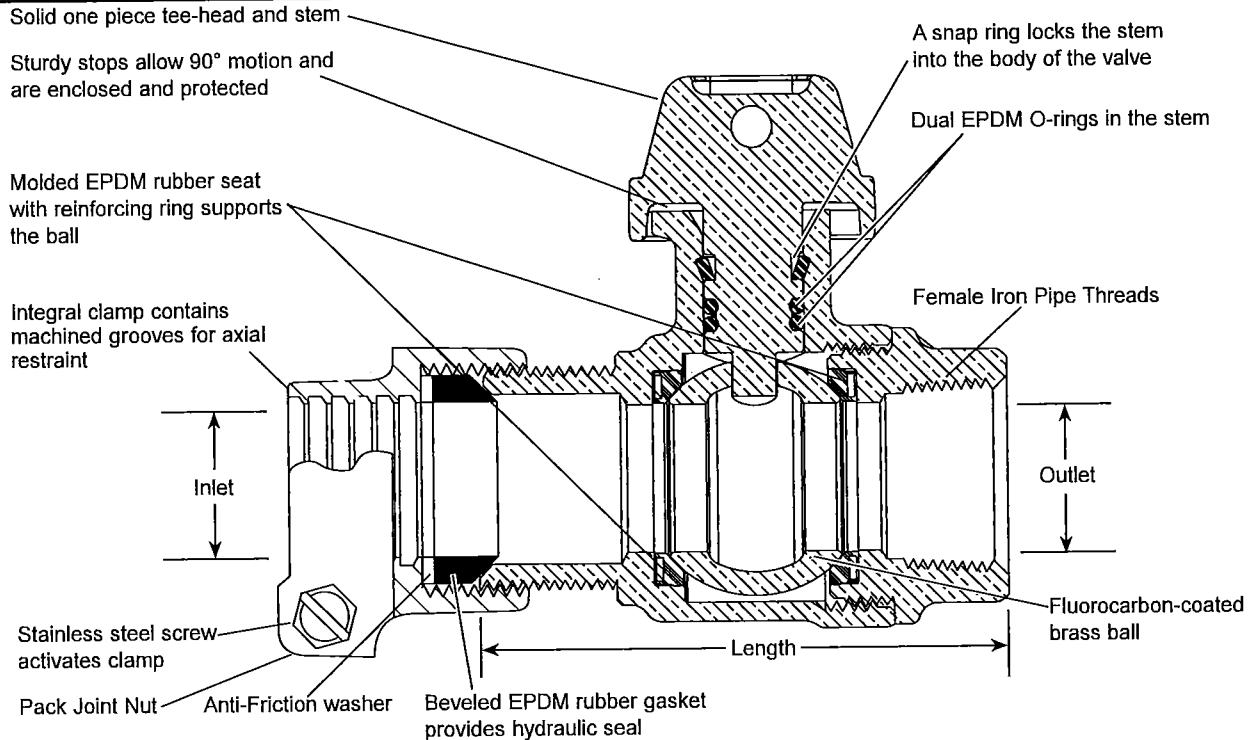 Solid one piece tee-head and stem
Sturdy stops allow 90° motion and
are enclosed and protected
Molded EPDM rubber seat
with reinforcing ring supports
the ball
Integral clamp contains
machined grooves for axial
restraint
Inlet
Stainless steel screw
activates clamp
Pack Joint Nut
Anti-Friction washer
Beveled EPDM rubber gasket
provides hydraulic seal
A snap ring locks the stem
into the body of the valve
Dual EPDM O-rings in the stem
Female Iron Pipe Threads
Outlet
Fluorocarbon-coated
brass ball
Length